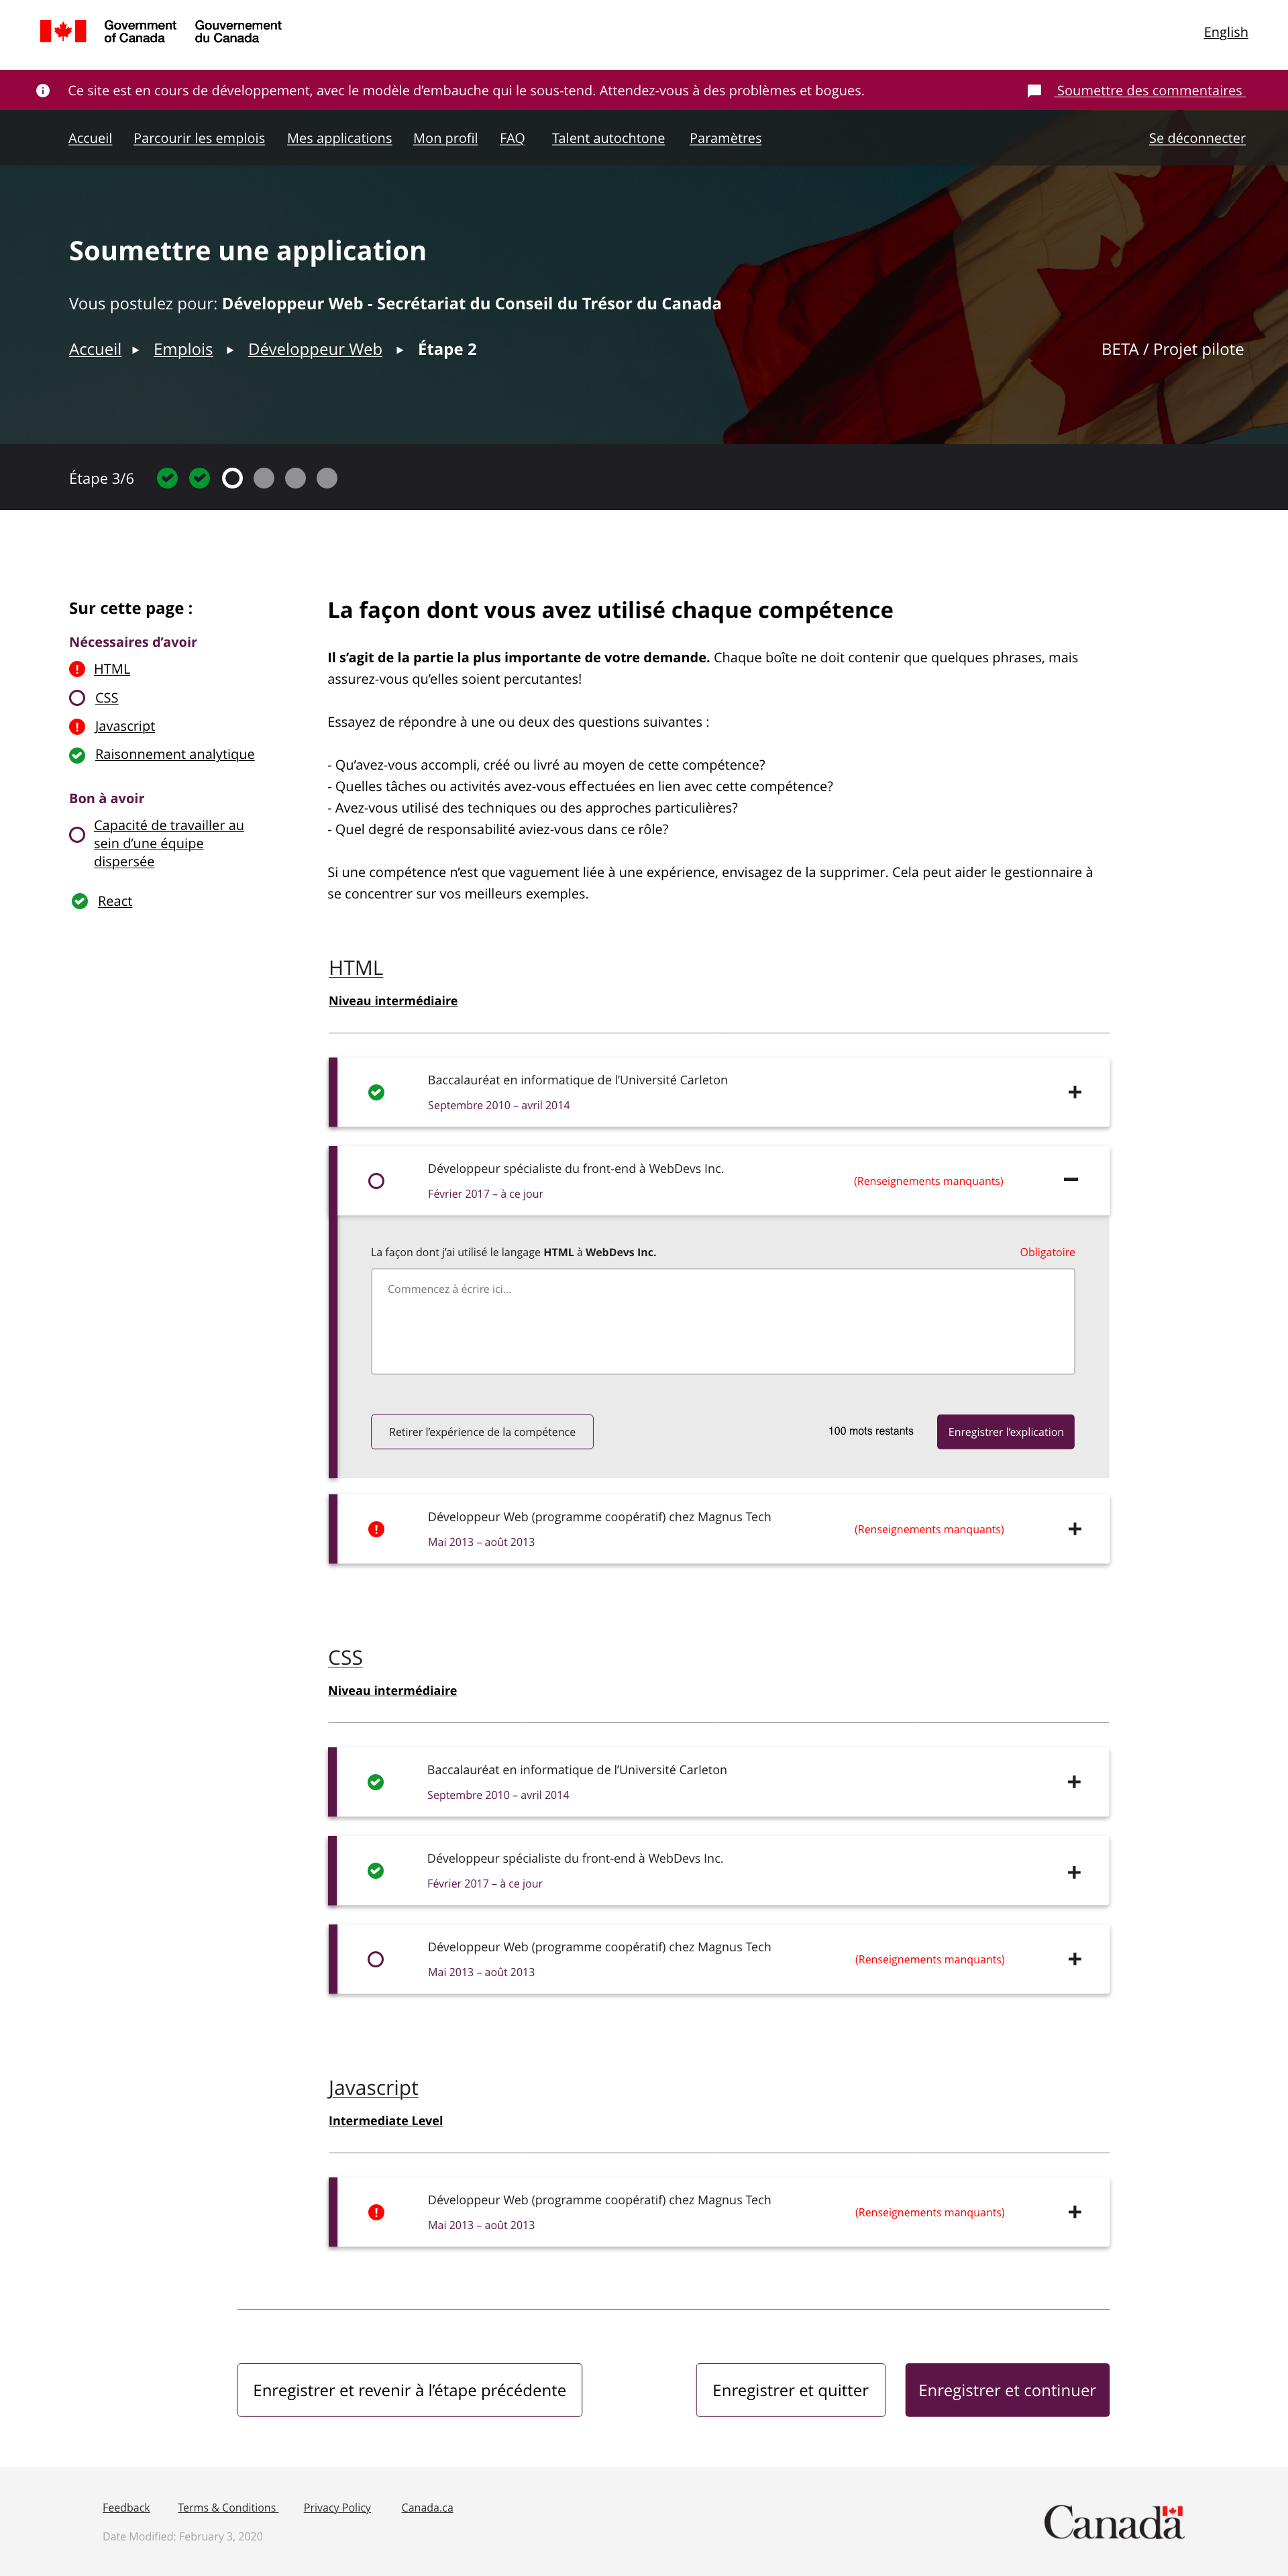 Government
of Canada
Gouvernement
du Canada
English
Ce site est en cours de développement, avec le modèle d’embauche qui le sous-tend. Attendez-vous à des problèmes et bogues.
Soumettre des commentaires
Accueil Parcourir les emplois Mes applications Mon profil FAQ Talent autochtone Paramètres Se déconnecter
Soumettre une application
Vous postulez pour: Développeur Web - Secrétariat du Conseil du Trésor du Canada
Accueil Emplois Développeur Web Étape 2
BETA / Projet pilote
Étape 3/6
Sur cette page :
Nécessaires d’avoir
HTML
CSS
Javascript
Raisonnement analytique
Bon à avoir
Capacité de travailler au
sein d’une équipe
dispersée
React
La façon dont vous avez utilisé chaque compétence
Il s’agit de la partie la plus importante de votre demande. Chaque boîte ne doit contenir que quelques phrases, mais
assurez-vous qu’elles soient percutantes!
Essayez de répondre à une ou deux des questions suivantes :
- Qu’avez-vous accompli, créé ou livré au moyen de cette compétence?
- Quelles tâches ou activités avez-vous effectuées en lien avec cette compétence?
- Avez-vous utilisé des techniques ou des approches particulières?
- Quel degré de responsabilité aviez-vous dans ce rôle?
Si une compétence n’est que vaguement liée à une expérience, envisagez de la supprimer. Cela peut aider le gestionnaire à
se concentrer sur vos meilleurs exemples.
HTML
Niveau intermédiaire
Baccalauréat en informatique de l’Université Carleton
Septembre 2010 – avril 2014
Développeur spécialiste du front-end à WebDevs Inc.
Février 2017 – à ce jour
(Renseignements manquants)
La façon dont j’ai utilisé le langage HTML à WebDevs Inc.
Obligatoire
Commencez à écrire ici...
Retirer l’expérience de la compétence
100 mots restants
Enregistrer l’explication
Développeur Web (programme coopératif) chez Magnus Tech
Mai 2013 – août 2013
(Renseignements manquants)
CSS
Niveau intermédiaire
Baccalauréat en informatique de l’Université Carleton
Septembre 2010 – avril 2014
Développeur spécialiste du front-end à WebDevs Inc.
Février 2017 – à ce jour
Développeur Web (programme coopératif) chez Magnus Tech
Mai 2013 – août 2013
(Renseignements manquants)
Javascript
Intermediate Level
Développeur Web (programme coopératif) chez Magnus Tech
Mai 2013 – août 2013
(Renseignements manquants)
Enregistrer et revenir à l’étape précédente
Enregistrer et quitter
Enregistrer et continuer
Feedback Terms & Conditions Privacy Policy Canada.ca
Date Modified: February 3, 2020
Canada